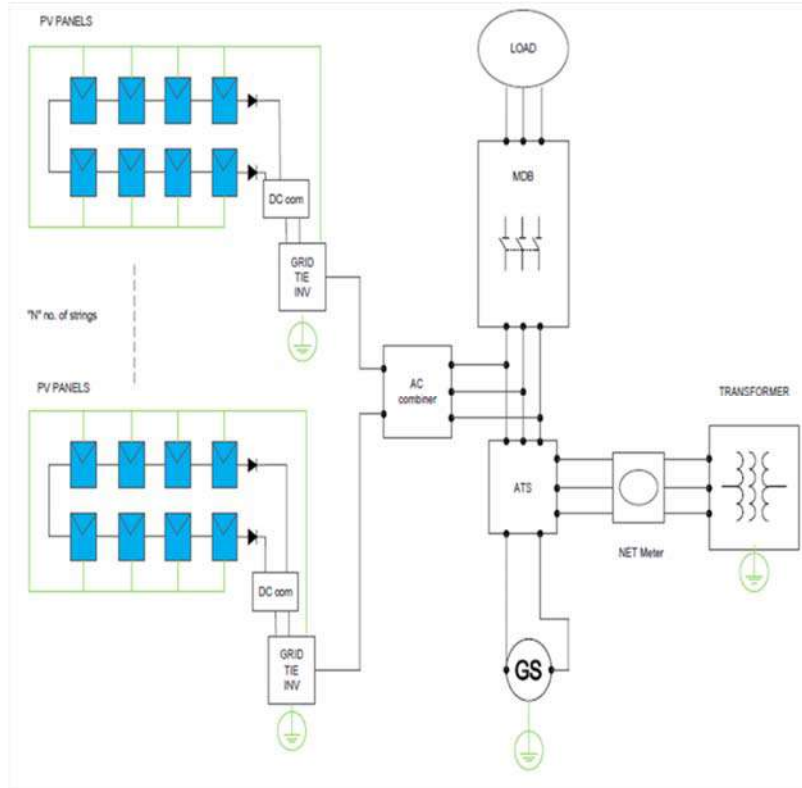 PV PANELS
LOAD
MDB
DC com
GRID
TIE
INV
"N" no. of strings
AC
combiner
PV PANELS
TRANSFORMER
ATS
NET Meter
DC com
GRID
TIE
INV
GS